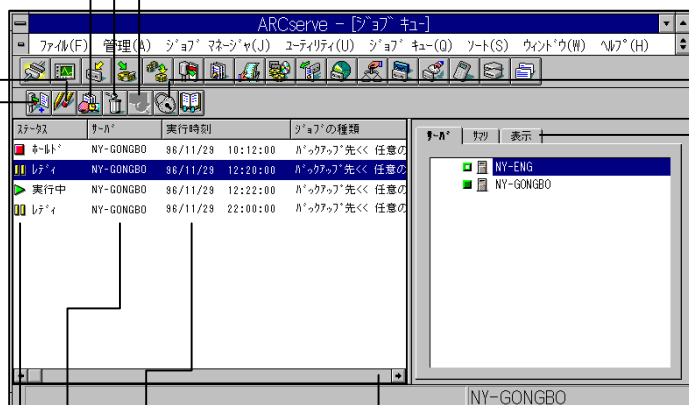 ARCserve - [ｼﾞｮﾌﾞ ｷｭｰ]
ﾌｧｲﾙ(F) 管理(A) ｼﾞｮﾌﾞ ﾏﾈｰｼﾞｬ(J) ﾕｰﾃｨﾘﾃｨ(U) ｼﾞｮﾌﾞ ｷｭｰ(Q) ｿｰﾄ(S) ｳｨﾝﾄﾞｳ(W) ﾍﾙﾌﾟ(H)
ｽﾃｰﾀｽ ｻｰﾊﾞ 実行時刻 ｼﾞｮﾌﾞの種類
ﾎｰﾙﾄﾞ NY-GONGBO 96/11/29 10:12:00 ﾊﾞｯｸｱｯﾌﾟ先<< 任意の
ﾚﾃﾞｨ NY-GONGBO 96/11/29 12:20:00 ﾊﾞｯｸｱｯﾌﾟ先<< 任意の
実行中 NY-GONGBO 96/11/29 12:22:00 ﾊﾞｯｸｱｯﾌﾟ先<< 任意の
ﾚﾃﾞｨ NY-GONGBO 96/11/29 22:00:00 ﾊﾞｯｸｱｯﾌﾟ先<< 任意の
ｻｰﾊﾞ ｻﾏﾘ 表示
NY-ENG
NY-GONGBO
NY-GONGBO